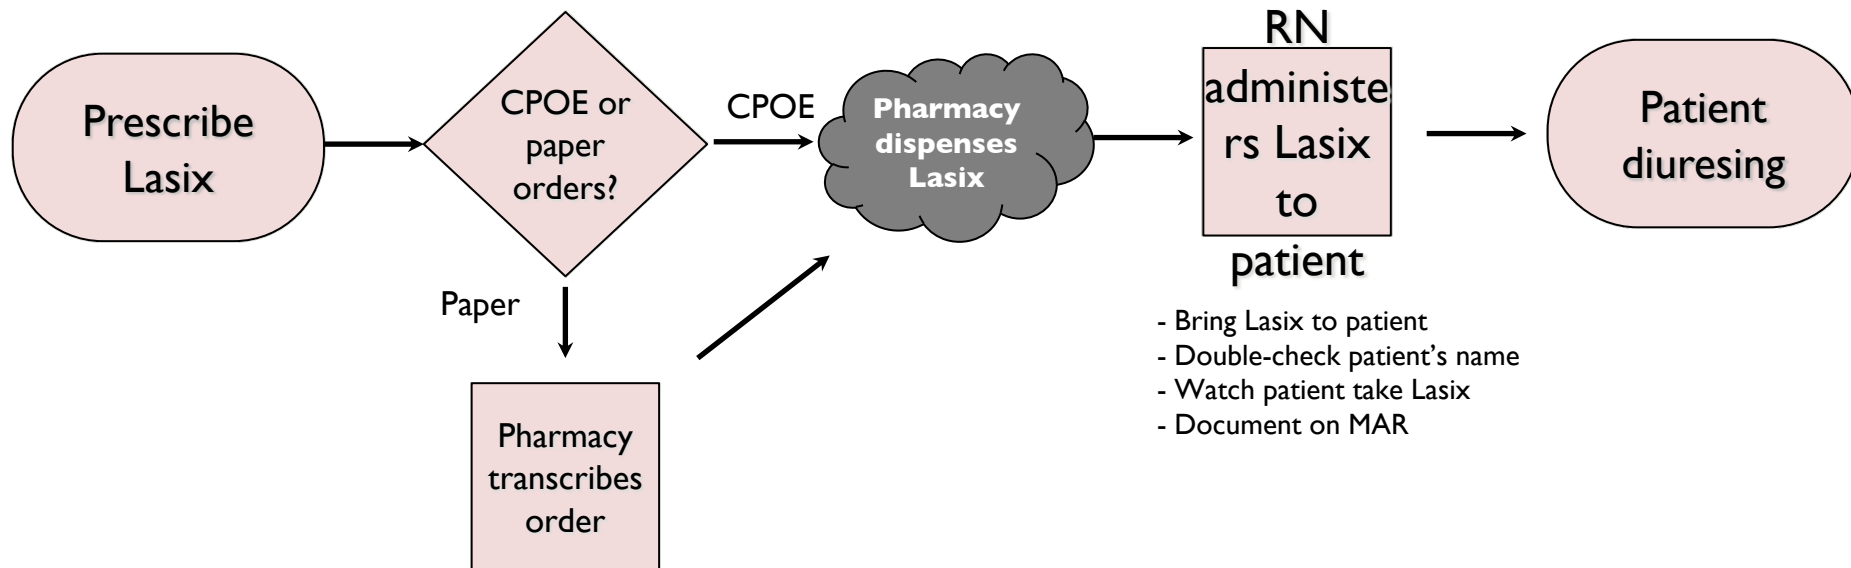 Prescribe
Lasix
CPOE or
paper
orders?
CPOE
Paper
Pharmacy
transcribes
order
Pharmacy
dispenses
Lasix
RN
administe
rs Lasix
to
patient
- Bring Lasix to patient
- Double-check patient's name
- Watch patient take Lasix
- Document on MAR
Patient
diuresing